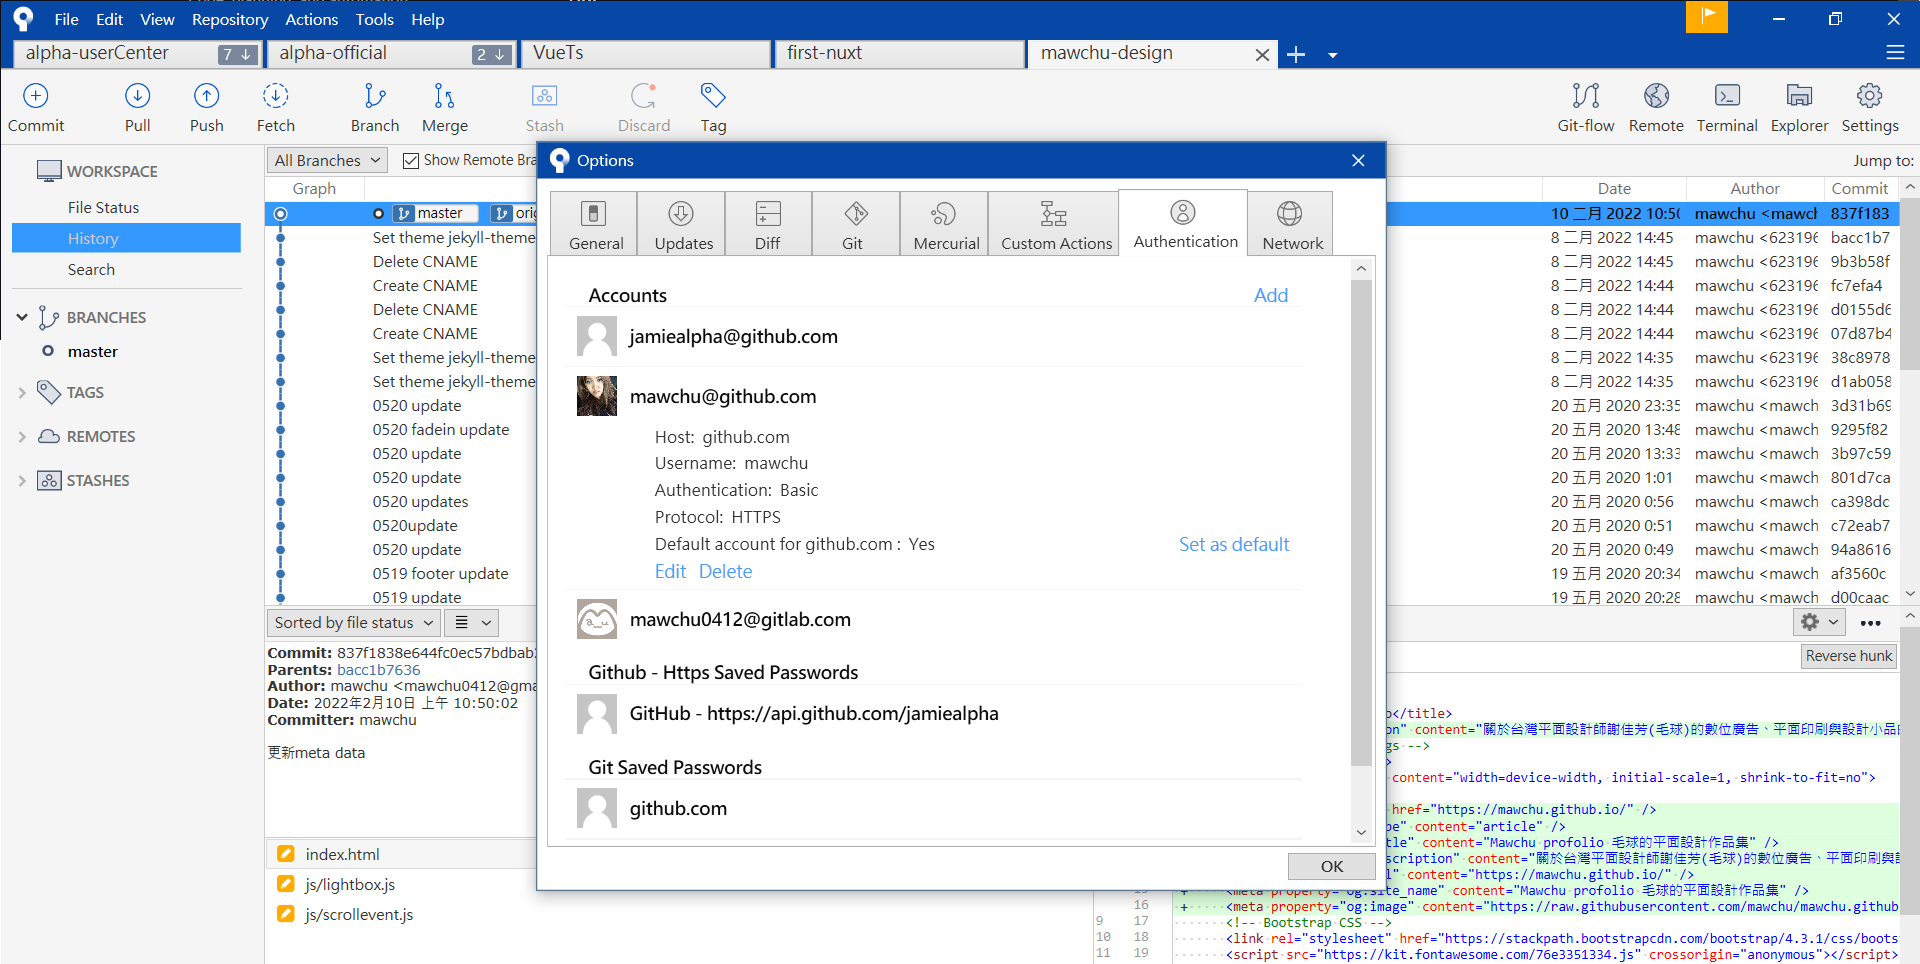 File Edit View Repository Actions Tools Help
alpha-userCenter 7 ↓ alpha-official 2 ↓ VueTs first-nuxt mawchu-design
Commit Pull Push Fetch Branch Merge Stash Discard Tag Git-flow Remote Terminal Explorer Settings
WORKSPACE
File Status
History
Search
BRANCHES
master
TAGS
REMOTES
STASHES
All Branches Show Remote Bra Jump to:
Graph Date Author Commit
master orig 10 二月 2022 10:50 mawchu <mawch 837f183
Set theme jekyll-theme 8 二月 2022 14:45 mawchu <623196 bacc1b7
Delete CNAME 8 二月 2022 14:45 mawchu <623196 9b3b58f
Create CNAME 8 二月 2022 14:44 mawchu <623196 fc7efa4
Delete CNAME 8 二月 2022 14:44 mawchu <623196 d0155d6
Create CNAME 8 二月 2022 14:44 mawchu <623196 07d87b4
Set theme jekyll-theme 8 二月 2022 14:35 mawchu <623196 38c8978
Set theme jekyll-theme 8 二月 2022 14:35 mawchu <623196 d1ab058
0520 update 20 五月 2020 23:35 mawchu <mawch 3d31b69
0520 fadein update 20 五月 2020 13:48 mawchu <mawch 9295f82
0520 update 20 五月 2020 13:33 mawchu <mawch 3b97c59
0520 update 20 五月 2020 1:01 mawchu <mawch 801d7ca
0520 updates 20 五月 2020 0:56 mawchu <mawch ca398dc
0520update 20 五月 2020 0:51 mawchu <mawch c72eab7
0520 update 20 五月 2020 0:49 mawchu <mawch 94a8616
0519 footer update 19 五月 2020 20:34 mawchu <mawch af3560c
0519 update 19 五月 2020 20:28 mawchu <mawch d00caac
Sorted by file status
Commit: 837f1838e644fc0ec57bdbab
Parents: bacc1b7636
Author: mawchu <mawchu0412@gma
Date: 2022年2月10日 上午 10:50:02
Committer: mawchu
更新meta data
index.html
js/lightbox.js
js/scrollevent.js
Options
General Updates Diff Git Mercurial Custom Actions Authentication Network
Accounts Add
jamiealpha@github.com
mawchu@github.com
Host: github.com
Username: mawchu
Authentication: Basic
Protocol: HTTPS
Default account for github.com : Yes Set as default
Edit Delete
mawchu0412@gitlab.com
Github - Https Saved Passwords
GitHub - https://api.github.com/jamiealpha
Git Saved Passwords
github.com
OK
Reverse hunk
o</title>
on" content="關於台灣平面設計師謝佳芳(毛球)的數位廣告、平面印刷與設計小品
gs -->
>
content="width=device-width, initial-scale=1, shrink-to-fit=no">
href="https://mawchu.github.io/" />
pe" content="article" />
tle" content="Mawchu profolio 毛球的平面設計作品集" />
scription" content="關於台灣平面設計師謝佳芳(毛球)的數位廣告、平面印刷與
l" content="https://mawchu.github.io/" />
+ <meta property="og:site_name" content="Mawchu profolio 毛球的平面設計作品集" />
16 + <meta property="og:image" content="https://raw.githubusercontent.com/mawchu/mawchu.github
9 17 <!-- Bootstrap CSS -->
10 18 <link rel="stylesheet" href="https://stackpath.bootstrapcdn.com/bootstrap/4.3.1/css/boots
11 19 <script src="https://kit.fontawesome.com/76e3351334.js" crossorigin="anonymous"></script>